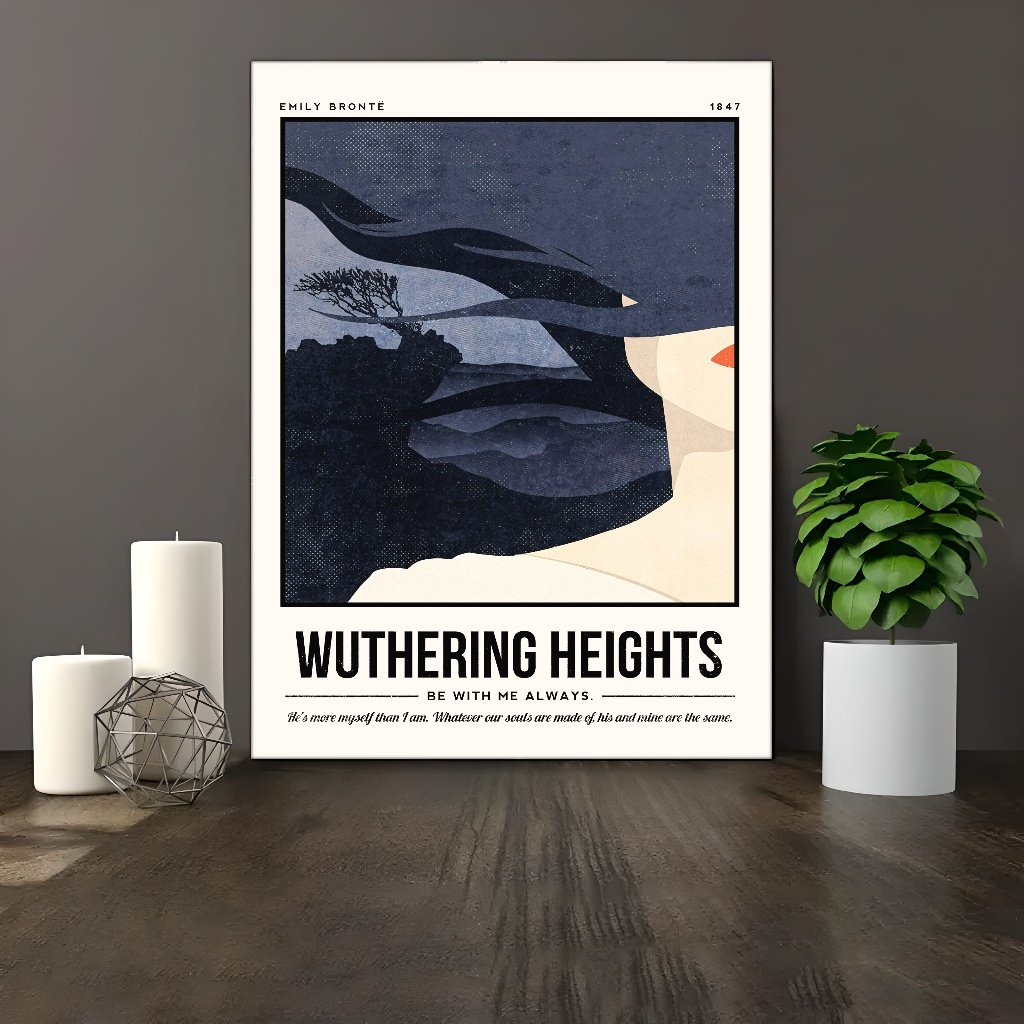 EMILY BRONTË 1847
WUTHERING HEIGHTS
BE WITH ME ALWAYS.
He's more myself than I am. Whatever our souls are made of, his and mine are the same.